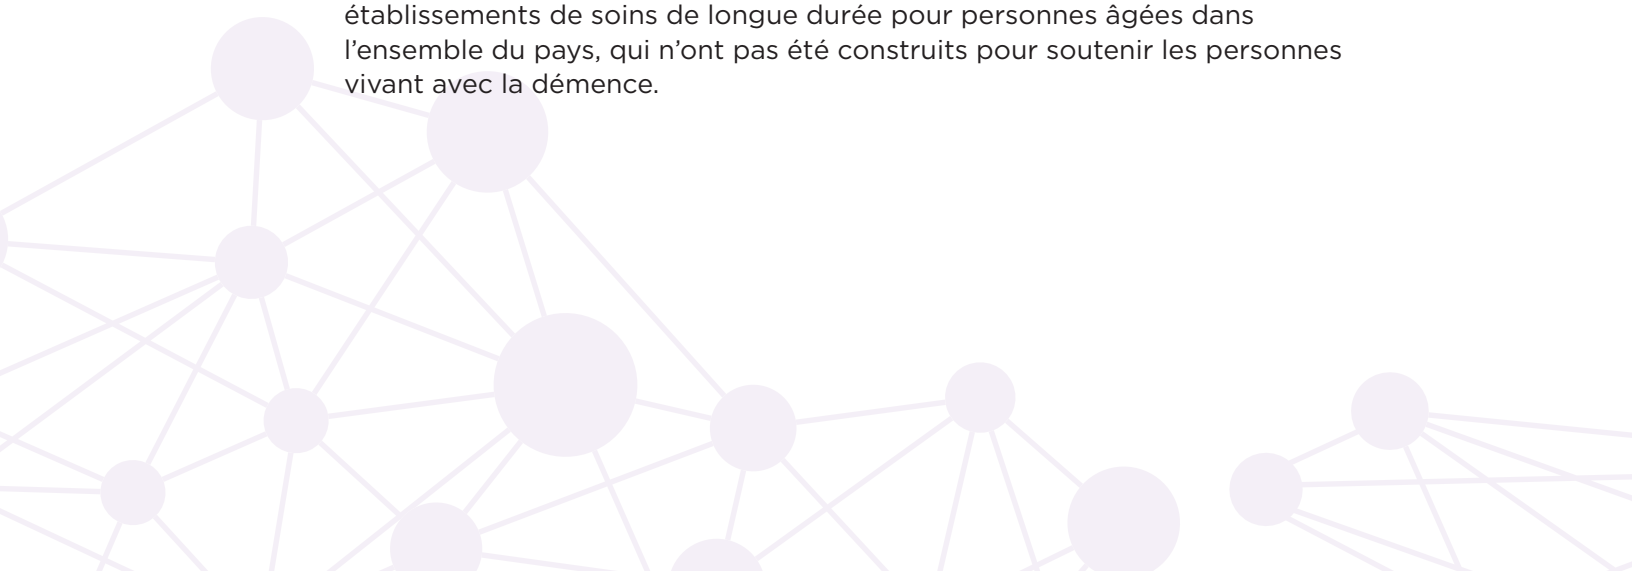 établissements de soins de longue durée pour personnes âgées dans
l’ensemble du pays, qui n’ont pas été construits pour soutenir les personnes
vivant avec la démence.